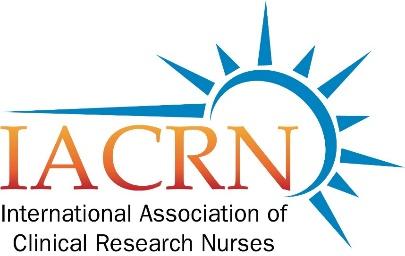 IACRN
International Association of
Clinical Research Nurses